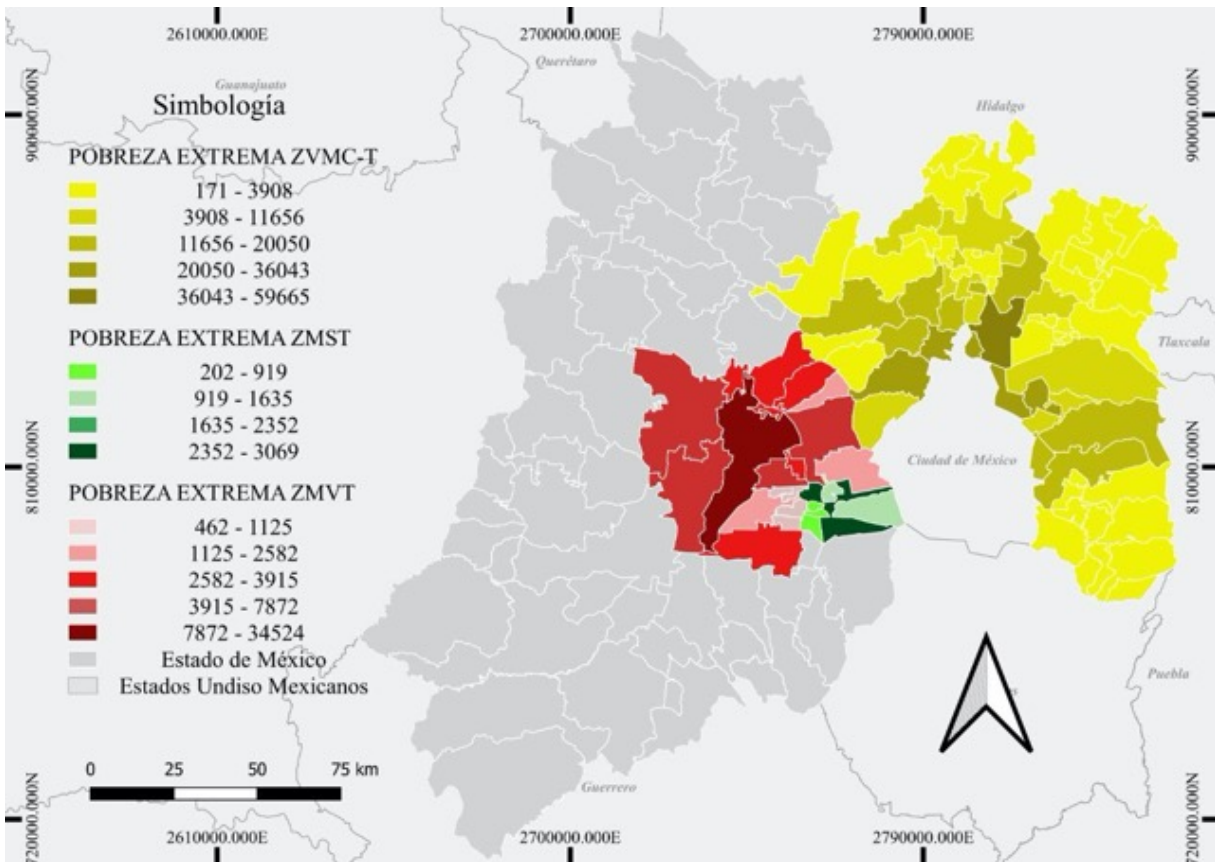 2610000.000E 2700000.000E 2790000.000E
Querétaro
Guanajuato
Simbología
Hidalgo
900000.000N 900000.000N
POBREZA EXTREMA ZVMC-T
171 - 3908
3908 - 11656
11656 - 20050
20050 - 36043
36043 - 59665
POBREZA EXTREMA ZMST
202 - 919
919 - 1635
1635 - 2352
2352 - 3069
Tlaxcala
Ciudad de México
810000.000N 810000.000N
POBREZA EXTREMA ZMVT
462 - 1125
1125 - 2582
2582 - 3915
3915 - 7872
7872 - 34524
Estado de México
Estados Undiso Mexicanos
Puebla
0 25 50 75 km
Guerrero
720000.000N 720000.000N
2610000.000E 2700000.000E 2790000.000E